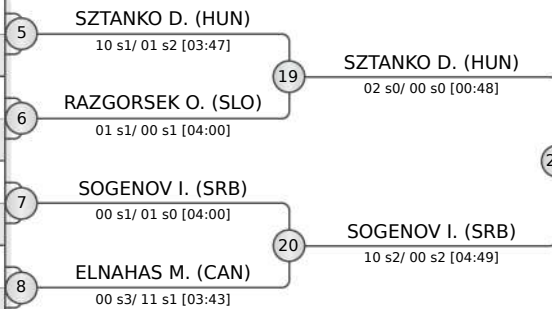 SZTANKO D. (HUN)
5
10 s1/ 01 s2 [03:47]
SZTANKO D. (HUN)
19
02 s0/ 00 s0 [00:48]
RAZGORSEK O. (SLO)
6
01 s1/ 00 s1 [04:00]
SOGENOV I. (SRB)
7
00 s1/ 01 s0 [04:00]
SOGENOV I. (SRB)
20
10 s2/ 00 s2 [04:49]
ELNAHAS M. (CAN)
8
00 s3/ 11 s1 [03:43]